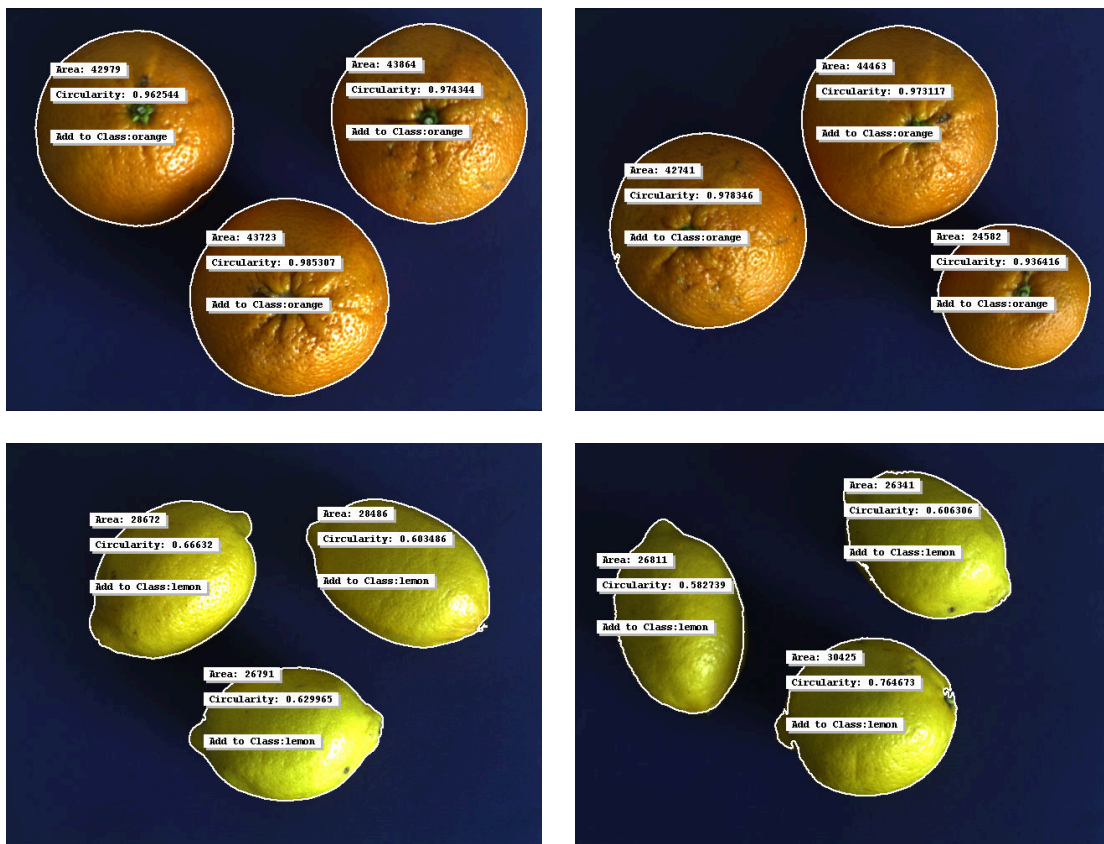 Area: 42979
Circularity: 0.962544
Add to Class:orange
Area: 43864
Circularity: 0.974344
Add to Class:orange
Area: 43723
Circularity: 0.985307
Add to Class:orange
Area: 44463
Circularity: 0.973117
Add to Class:orange
Area: 42741
Circularity: 0.978346
Add to Class:orange
Area: 24582
Circularity: 0.936416
Add to Class:orange
Area: 28672
Circularity: 0.66632
Add to Class:lemon
Area: 28486
Circularity: 0.603486
Add to Class:lemon
Area: 26791
Circularity: 0.629965
Add to Class:lemon
Area: 26341
Circularity: 0.606306
Add to Class:lemon
Area: 26811
Circularity: 0.582739
Add to Class:lemon
Area: 30425
Circularity: 0.764673
Add to Class:lemon